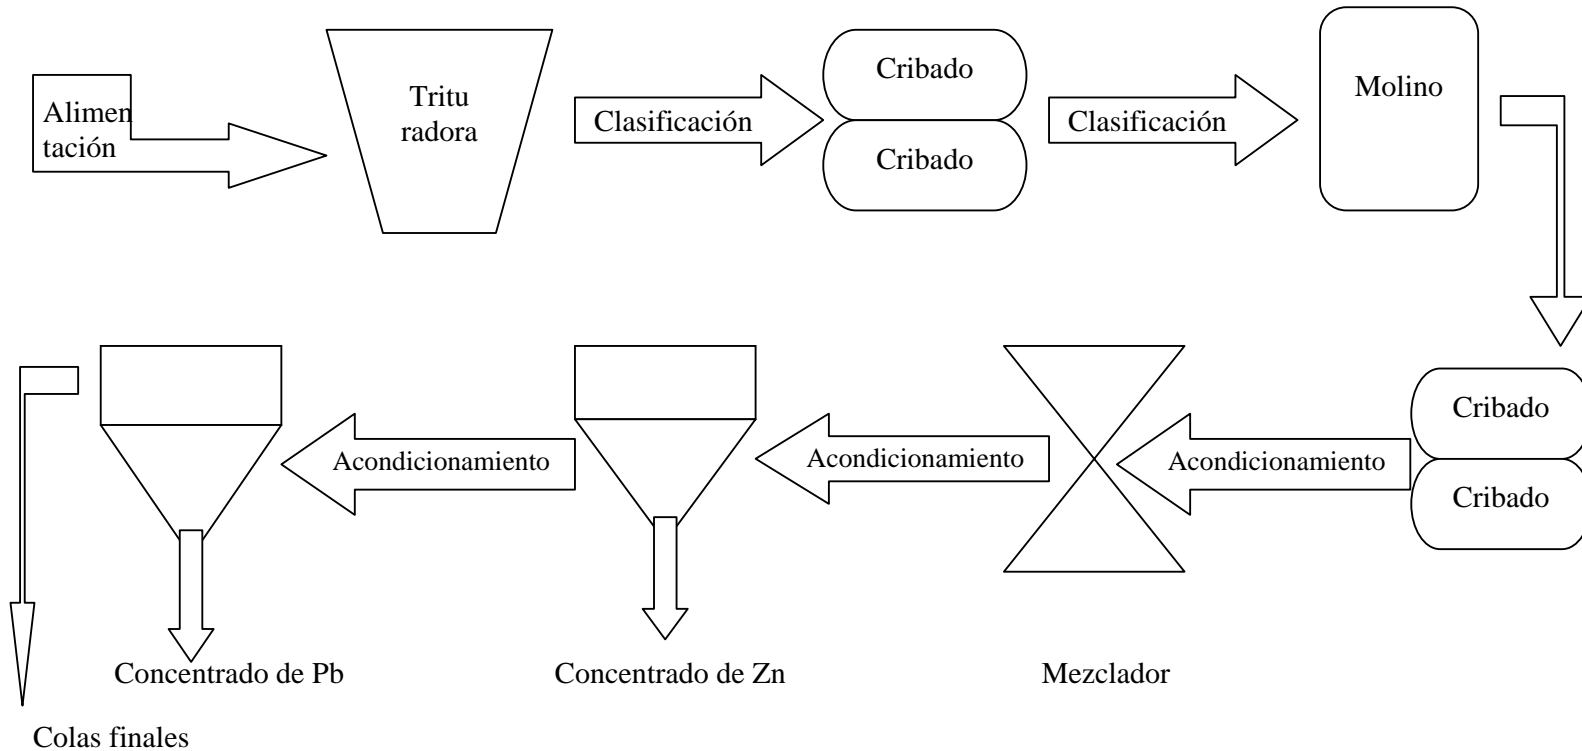 Alimen
tación
Tritu
radora
Clasificación
Cribado
Cribado
Clasificación
Molino
Cribado
Cribado
Acondicionamiento
Acondicionamiento
Acondicionamiento
Concentrado de Pb
Concentrado de Zn
Mezclador
Colas finales